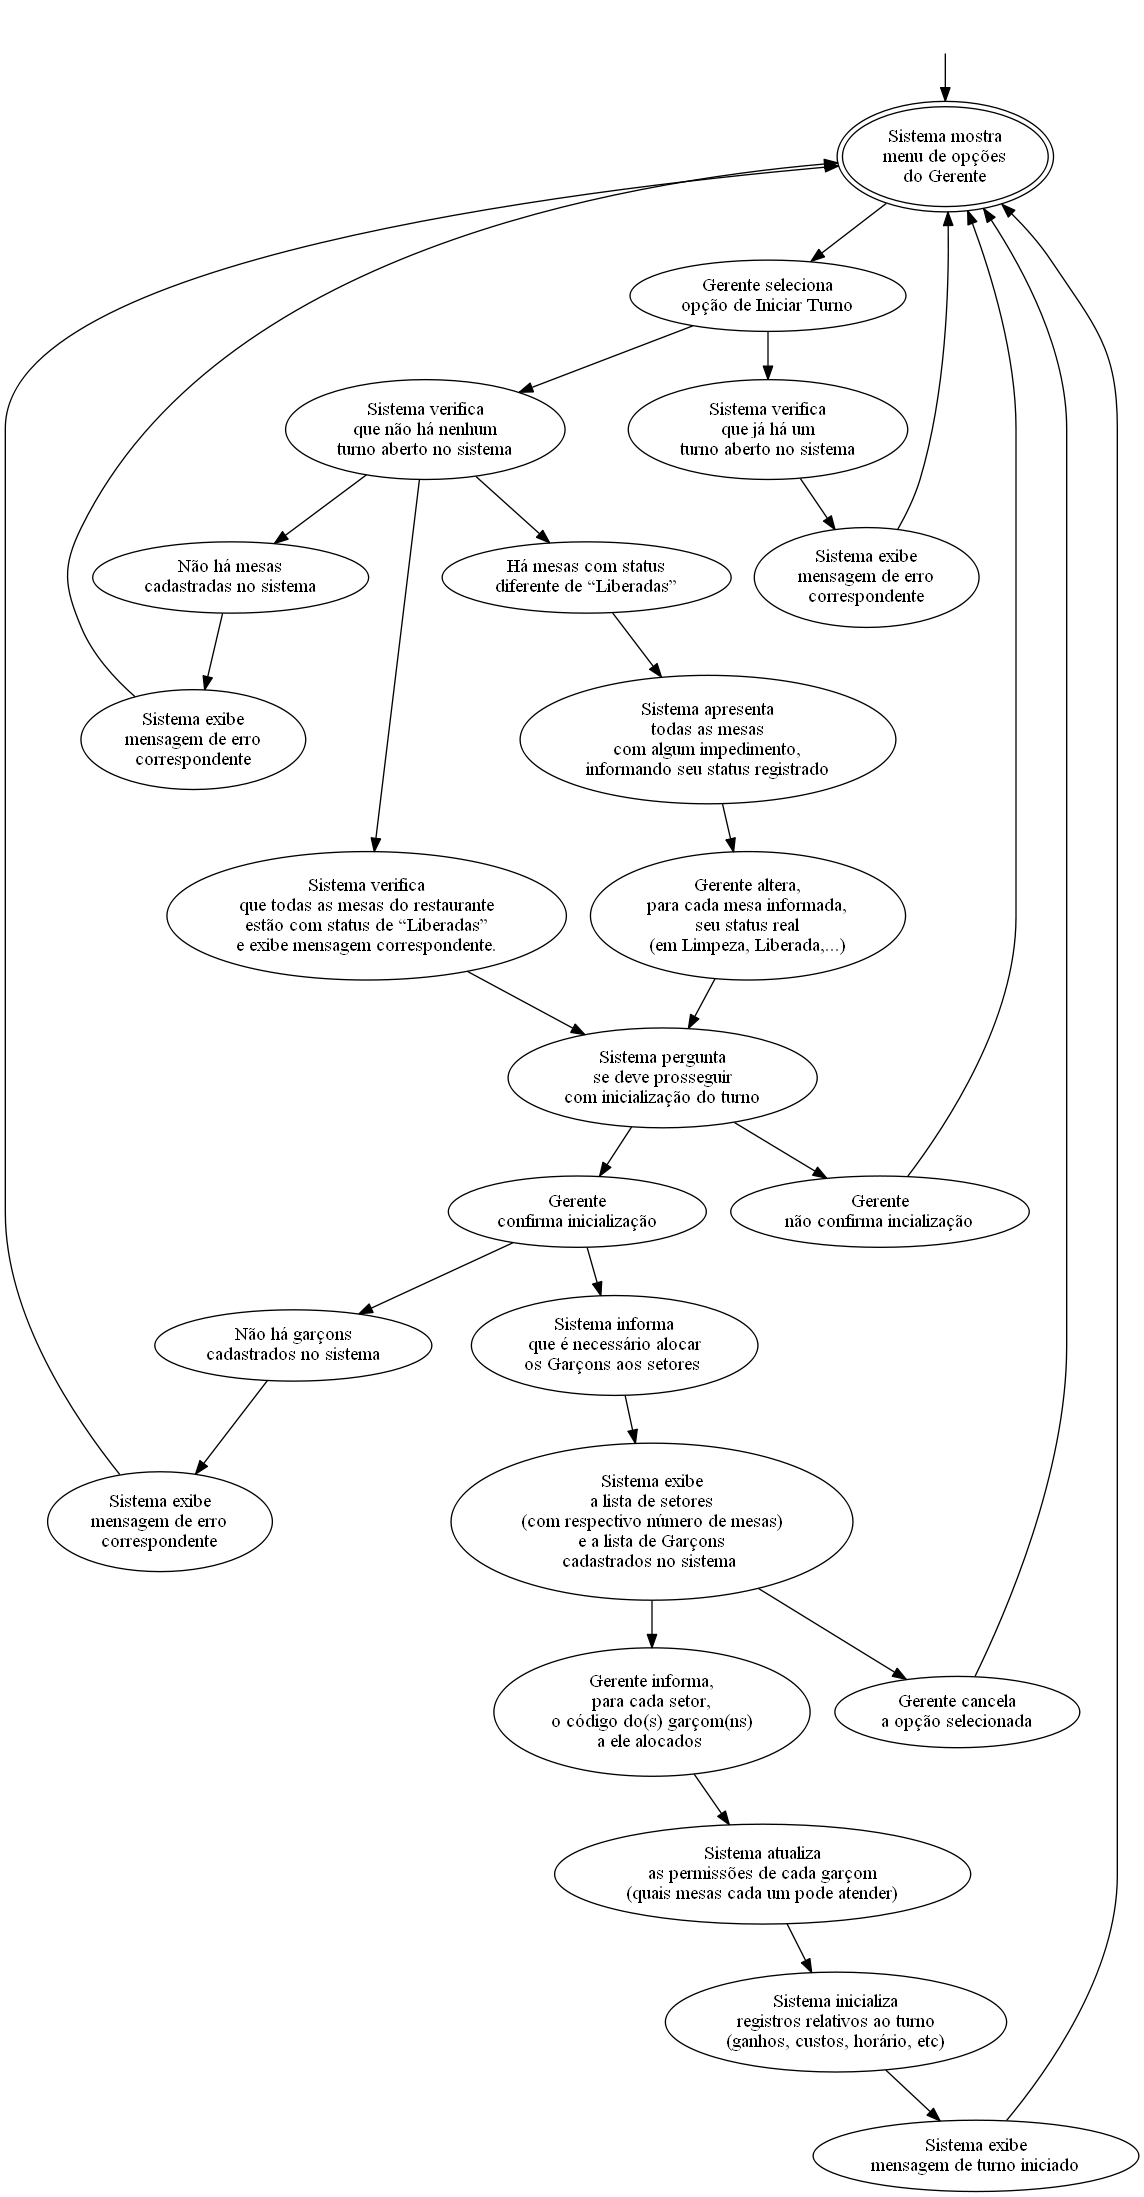 Sistema mostra
menu de opções
do Gerente
Gerente seleciona
opção de Iniciar Turno
Sistema verifica
que não há nenhum
turno aberto no sistema
Sistema verifica
que já há um
turno aberto no sistema
Não há mesas
cadastradas no sistema
Há mesas com status
diferente de “Liberadas”
Sistema exibe
mensagem de erro
correspondente
Sistema exibe
mensagem de erro
correspondente
Sistema apresenta
todas as mesas
com algum impedimento,
informando seu status registrado
Sistema verifica
que todas as mesas do restaurante
estão com status de “Liberadas”
e exibe mensagem correspondente.
Gerente altera,
para cada mesa informada,
seu status real
(em Limpeza, Liberada,...)
Sistema pergunta
se deve prosseguir
com inicialização do turno
Gerente
confirma inicialização
Gerente
não confirma incialização
Não há garçons
cadastrados no sistema
Sistema informa
que é necessário alocar
os Garçons aos setores
Sistema exibe
mensagem de erro
correspondente
Sistema exibe
a lista de setores
(com respectivo número de mesas)
e a lista de Garçons
cadastrados no sistema
Gerente informa,
para cada setor,
o código do(s) garçom(ns)
a ele alocados
Gerente cancela
a opção selecionada
Sistema atualiza
as permissões de cada garçom
(quais mesas cada um pode atender)
Sistema inicializa
registros relativos ao turno
(ganhos, custos, horário, etc)
Sistema exibe
mensagem de turno iniciado